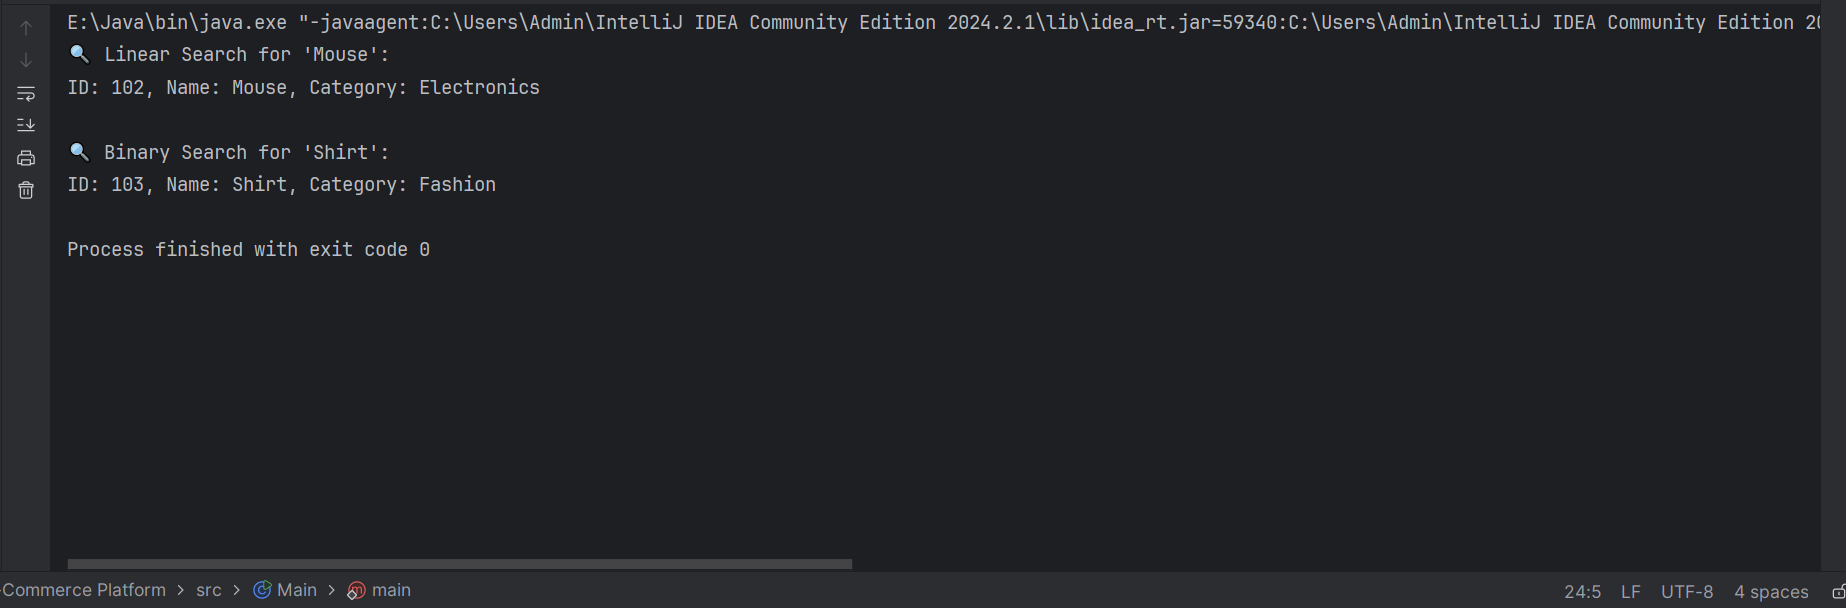 E:\Java\bin\java.exe "-javaagent:C:\Users\Admin\IntelliJ IDEA Community Edition 2024.2.1\lib\idea_rt.jar=59340:C:\Users\Admin\IntelliJ IDEA Community Edition 20
🔍 Linear Search for 'Mouse':
ID: 102, Name: Mouse, Category: Electronics
🔍 Binary Search for 'Shirt':
ID: 103, Name: Shirt, Category: Fashion
Process finished with exit code 0
-Commerce Platform > src > Main > main 24:5 LF UTF-8 4 spaces